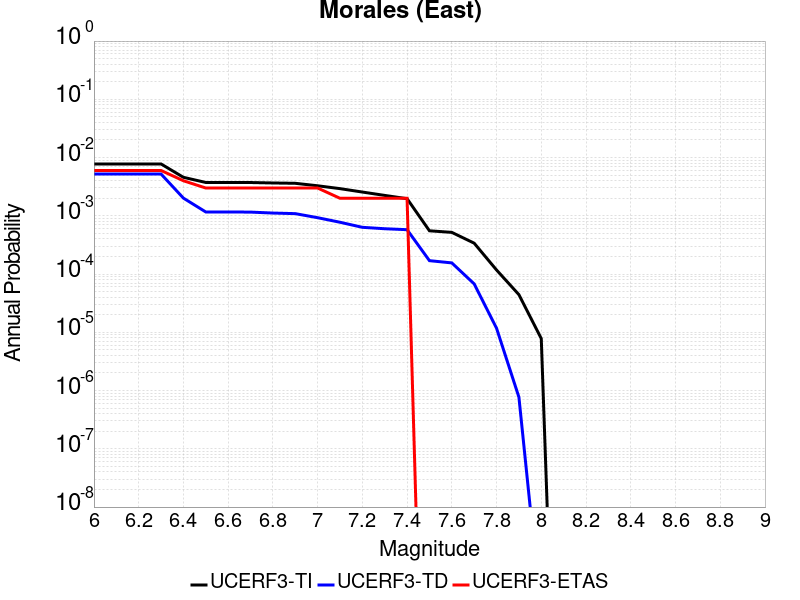 Morales (East)
10^0
10^-1
10^-2
10^-3
10^-4
10^-5
10^-6
10^-7
10^-8
Annual Probability
6 6.2 6.4 6.6 6.8 7 7.2 7.4 7.6 7.8 8 8.2 8.4 8.6 8.8 9
Magnitude
UCERF3-TI UCERF3-TD UCERF3-ETAS